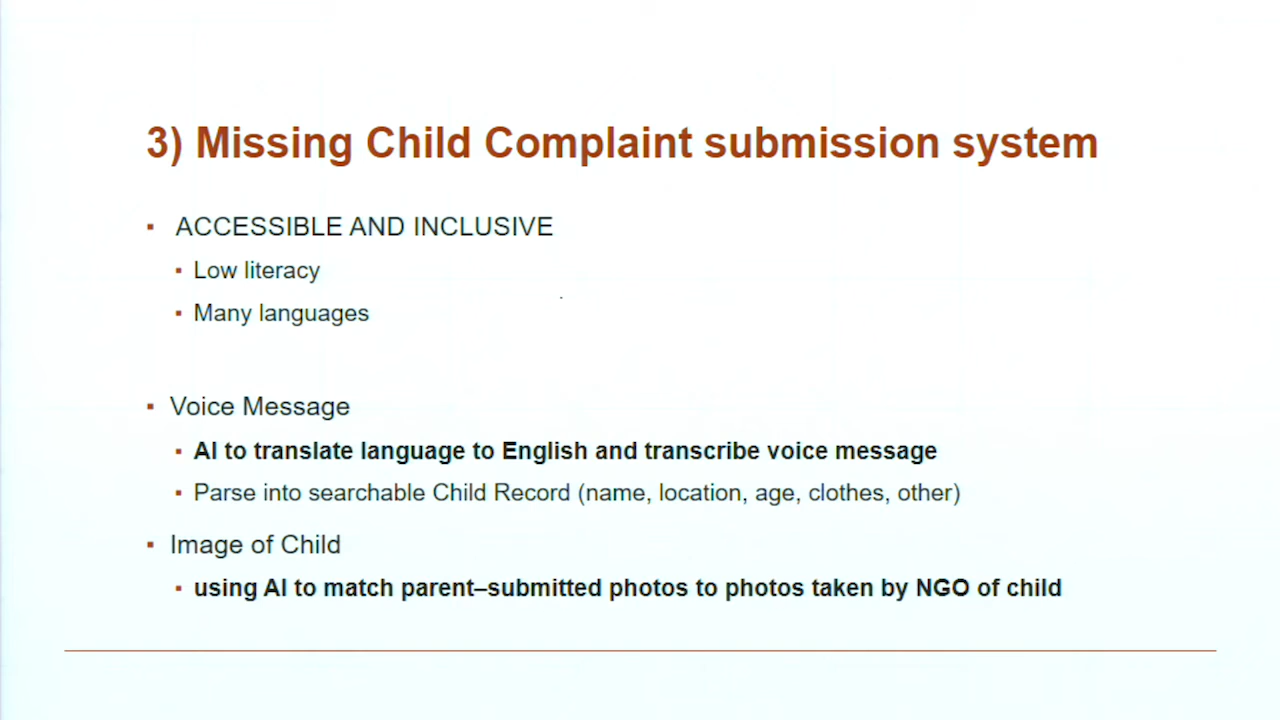 3) Missing Child Complaint submission system
▪ ACCESSIBLE AND INCLUSIVE
▪ Low literacy
▪ Many languages
▪ Voice Message
▪ AI to translate language to English and transcribe voice message
▪ Parse into searchable Child Record (name, location, age, clothes, other)
▪ Image of Child
▪ using AI to match parent–submitted photos to photos taken by NGO of child